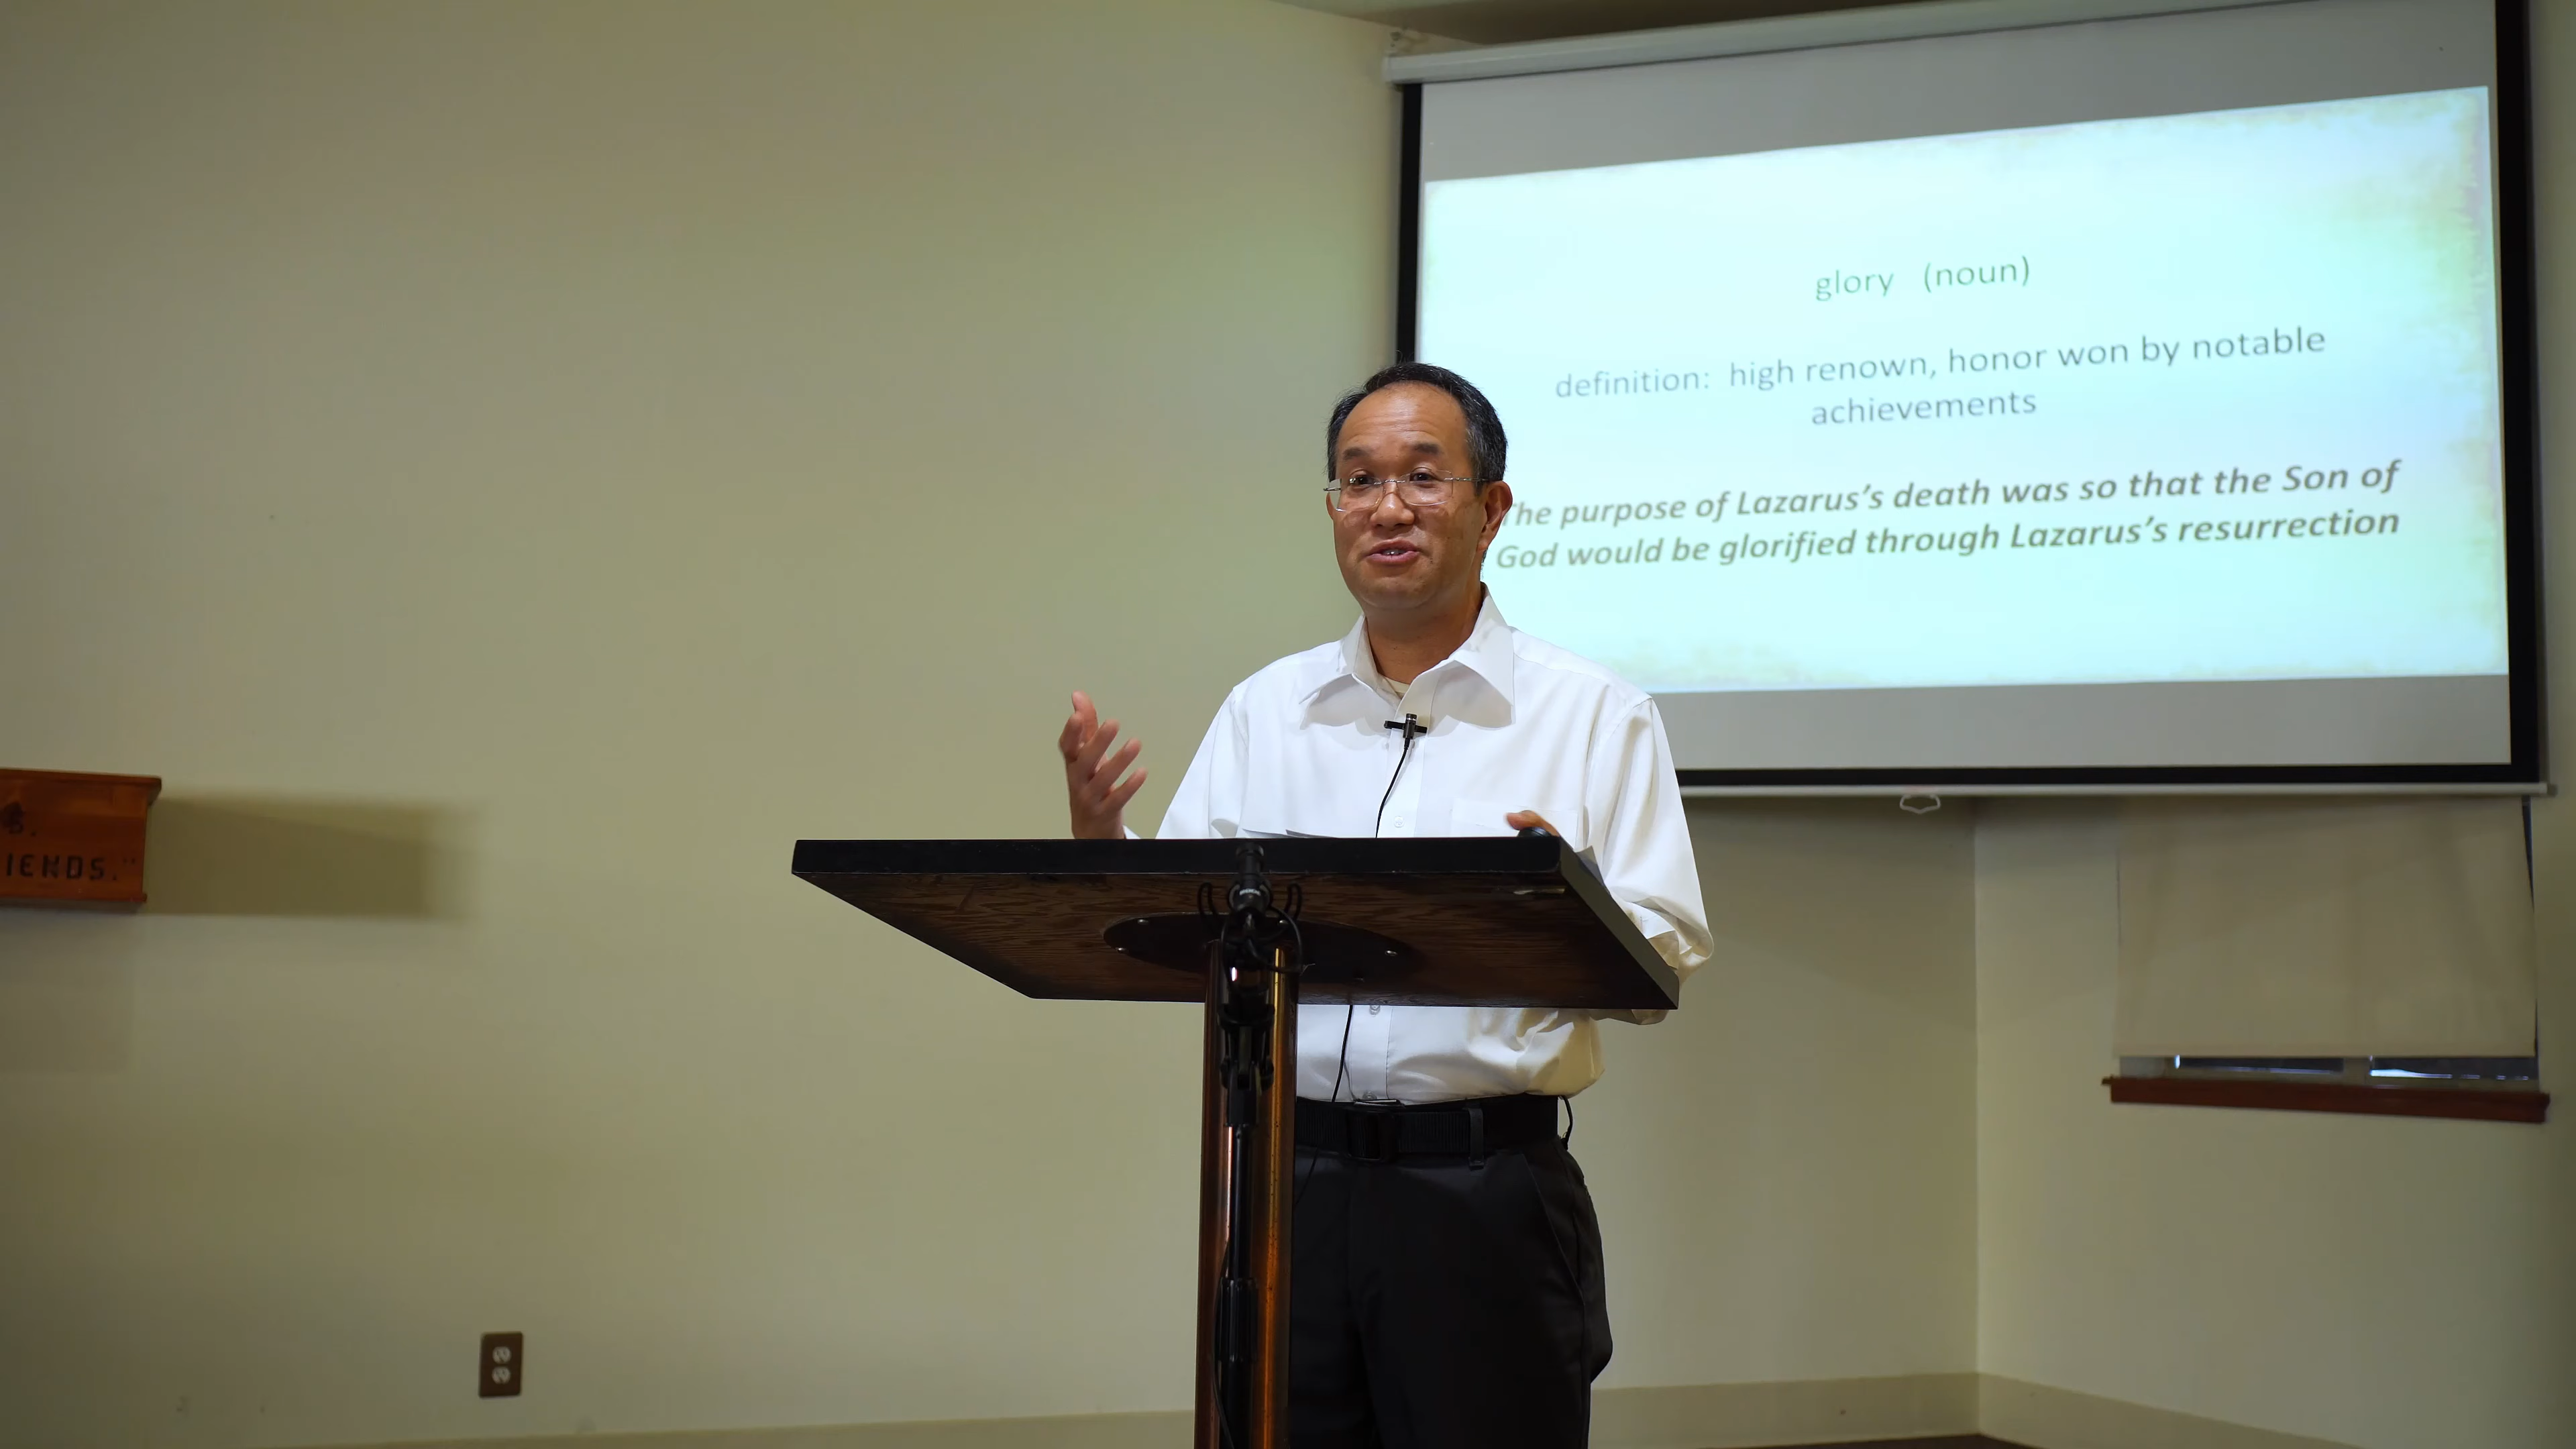 glory (noun)
definition: high renown, honor won by notable
achievements
The purpose of Lazarus's death was so that the Son of
God would be glorified through Lazarus's resurrection
IENDS."